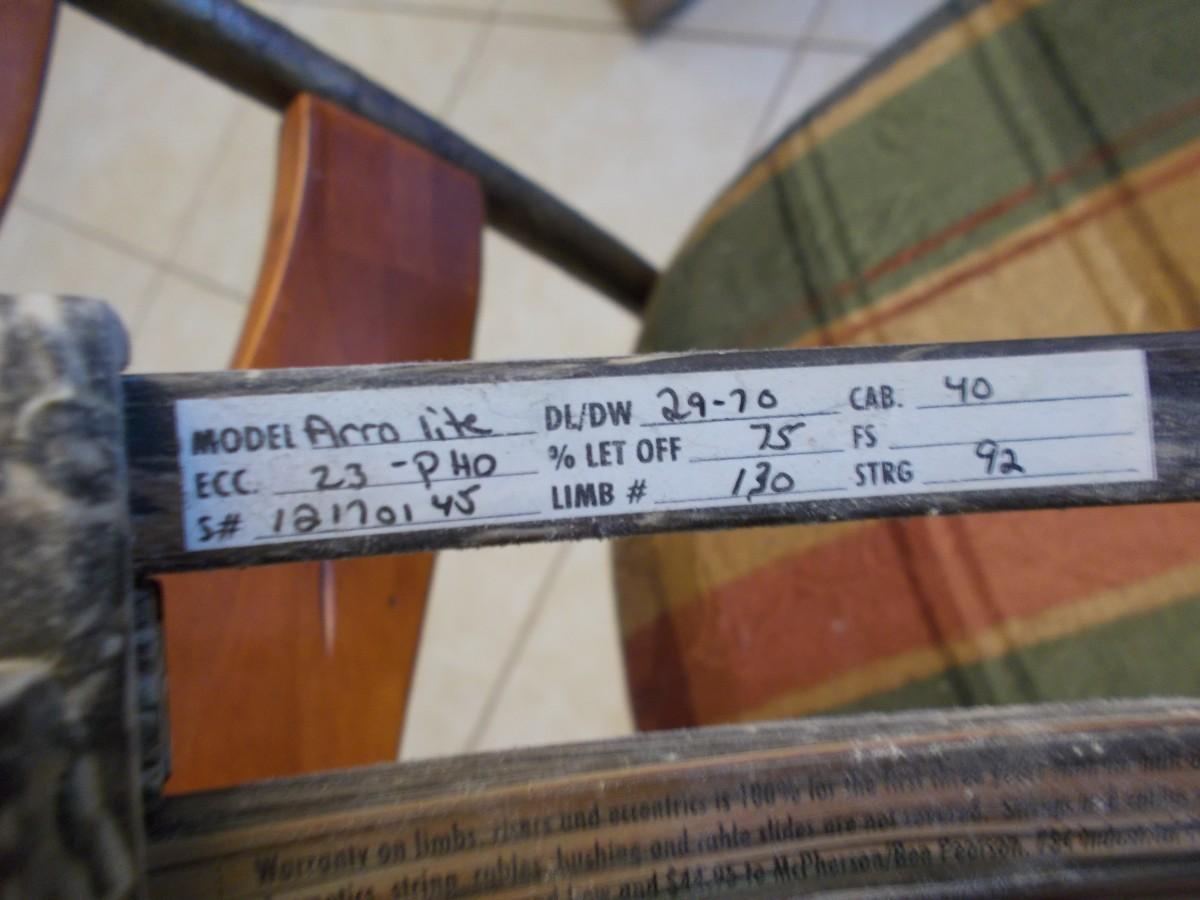 MODEL Arro lite DL/DW 29-70 CAB. 40
ECC. 23-PHO % LET OFF 75 FS
S# 12170145 LIMB # 130 STRG 92
Warranty on limbs, risers and eccentrics is 100% for the first three years
string, cables, bushing and cable slides are not covered.
and $44.95 to McPherson/Ben Pearson,